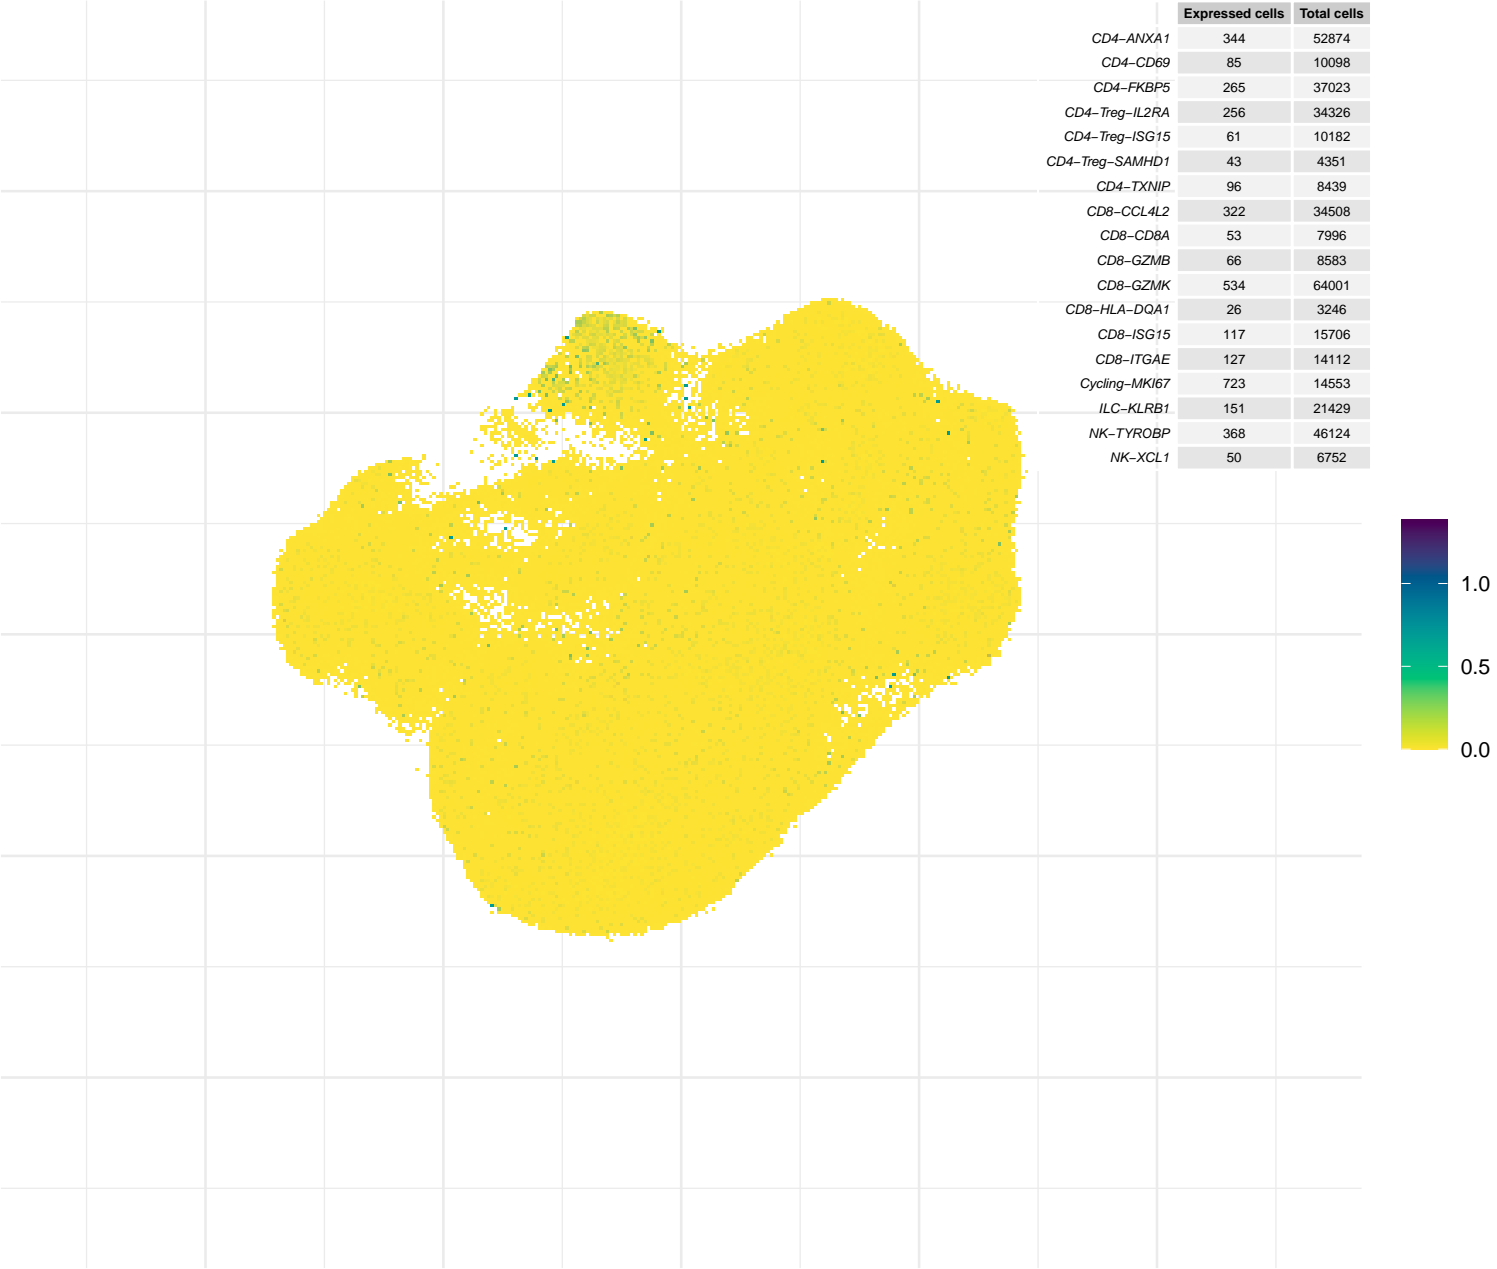 Expressed cells Total cells
CD4−ANXA1 344 52874
CD4−CD69 85 10098
CD4−FKBP5 265 37023
CD4−Treg−IL2RA 256 34326
CD4−Treg−ISG15 61 10182
CD4−Treg−SAMHD1 43 4351
CD4−TXNIP 96 8439
CD8−CCL4L2 322 34508
CD8−CD8A 53 7996
CD8−GZMB 66 8583
CD8−GZMK 534 64001
CD8−HLA−DQA1 26 3246
CD8−ISG15 117 15706
CD8−ITGAE 127 14112
Cycling−MKI67 723 14553
ILC−KLRB1 151 21429
NK−TYROBP 368 46124
NK−XCL1 50 6752
1.0
0.5
0.0